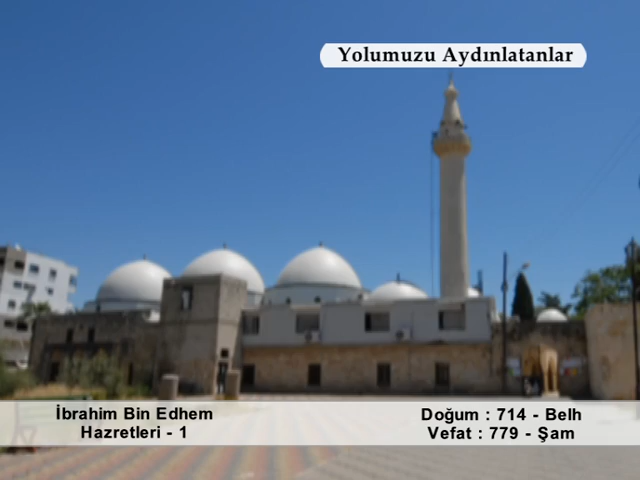 Yolumuzu Aydınlatanlar
İbrahim Bin Edhem
Hazretleri - 1
Doğum : 714 - Belh
Vefat : 779 - Şam